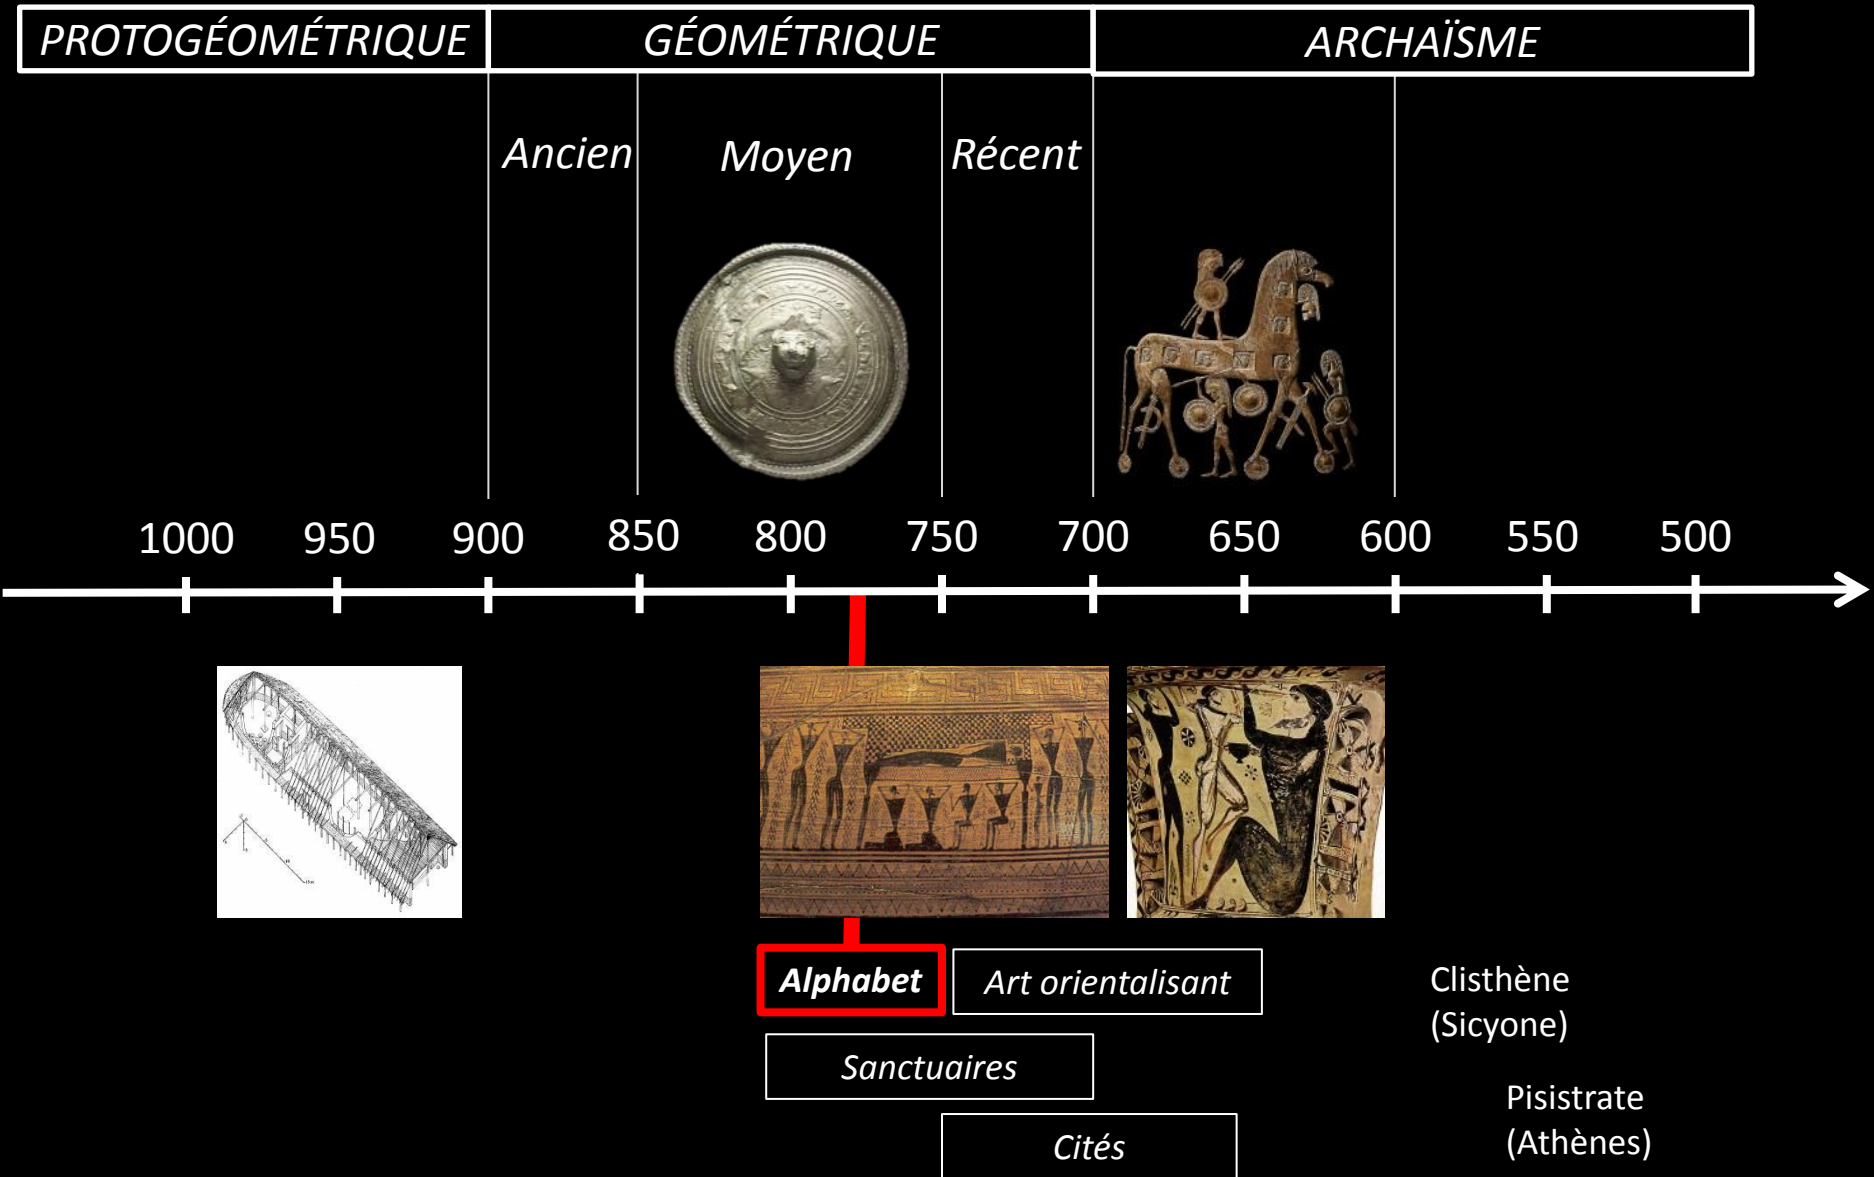 PROTOGÉOMÉTRIQUE GÉOMÉTRIQUE ARCHAÏSME
Ancien Moyen Récent
1000 950 900 850 800 750 700 650 600 550 500
Alphabet Art orientalisant
Clisthène
(Sicyone)
Sanctuaires
Pisistrate
(Athènes)
Cités